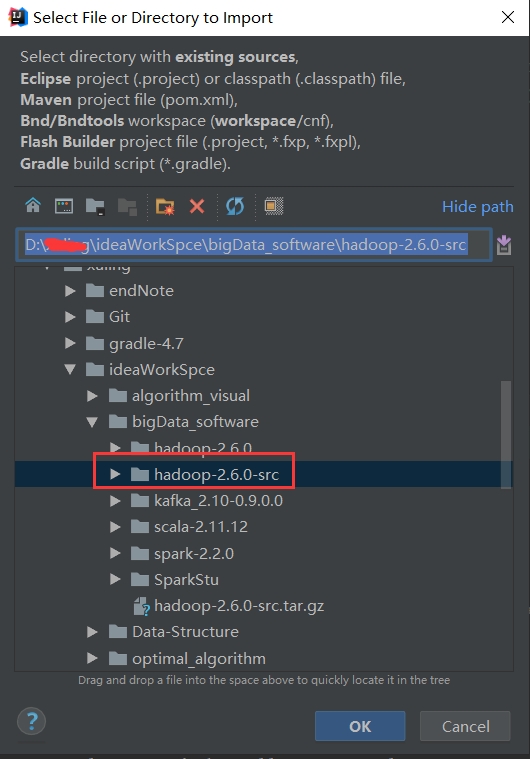 Select File or Directory to Import
Select directory with existing sources,
Eclipse project (.project) or classpath (.classpath) file,
Maven project file (pom.xml),
Bnd/Bndtools workspace (workspace/cnf),
Flash Builder project file (.project, *.fxp, *.fxpl),
Gradle build script (*.gradle).
Hide path
D:\ \ideaWorkSpce\bigData_software\hadoop-2.6.0-src
endNote
Git
gradle-4.7
ideaWorkSpce
algorithm_visual
bigData_software
hadoop-2.6.0
hadoop-2.6.0-src
kafka_2.10-0.9.0.0
scala-2.11.12
spark-2.2.0
SparkStu
hadoop-2.6.0-src.tar.gz
Data-Structure
optimal_algorithm
Drag and drop a file into the space above to quickly locate it in the tree
?
OK
Cancel